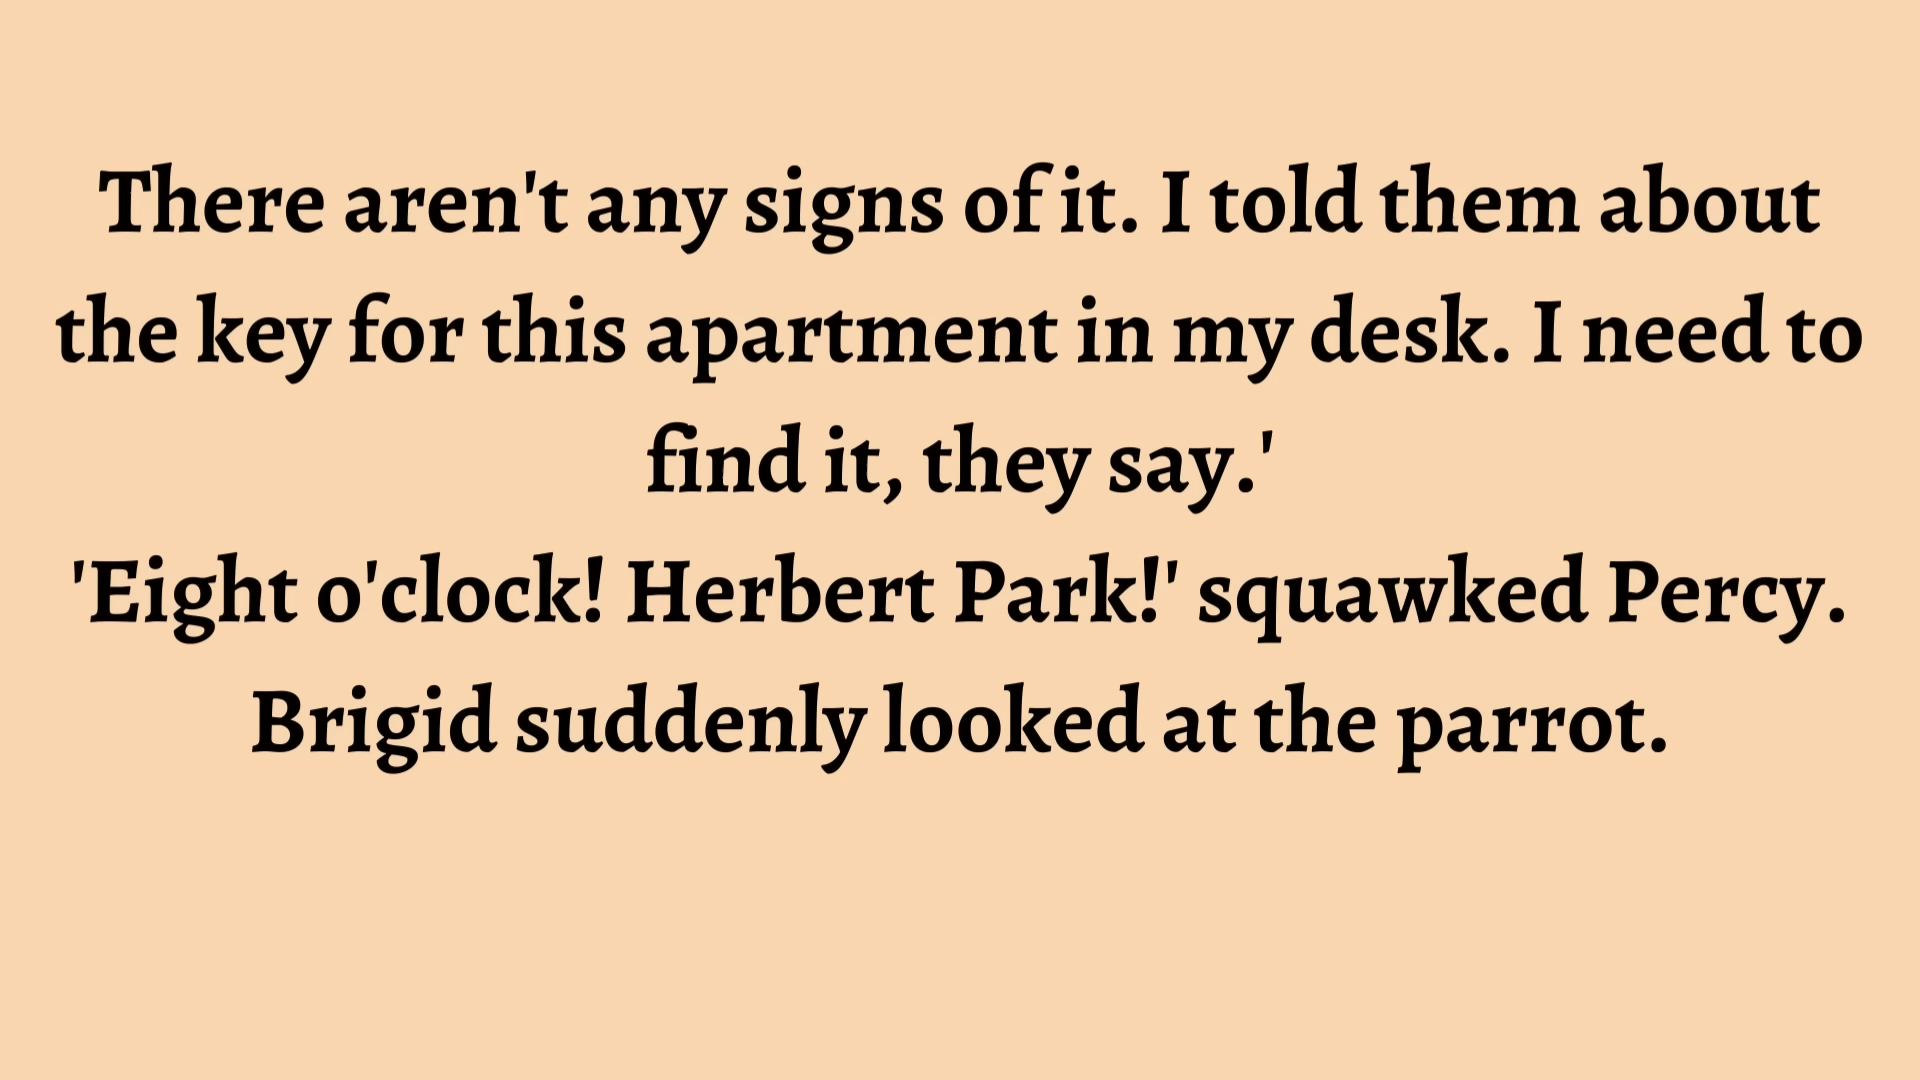 There aren't any signs of it. I told them about
the key for this apartment in my desk. I need to
find it, they say.'
'Eight o'clock! Herbert Park!' squawked Percy.
Brigid suddenly looked at the parrot.